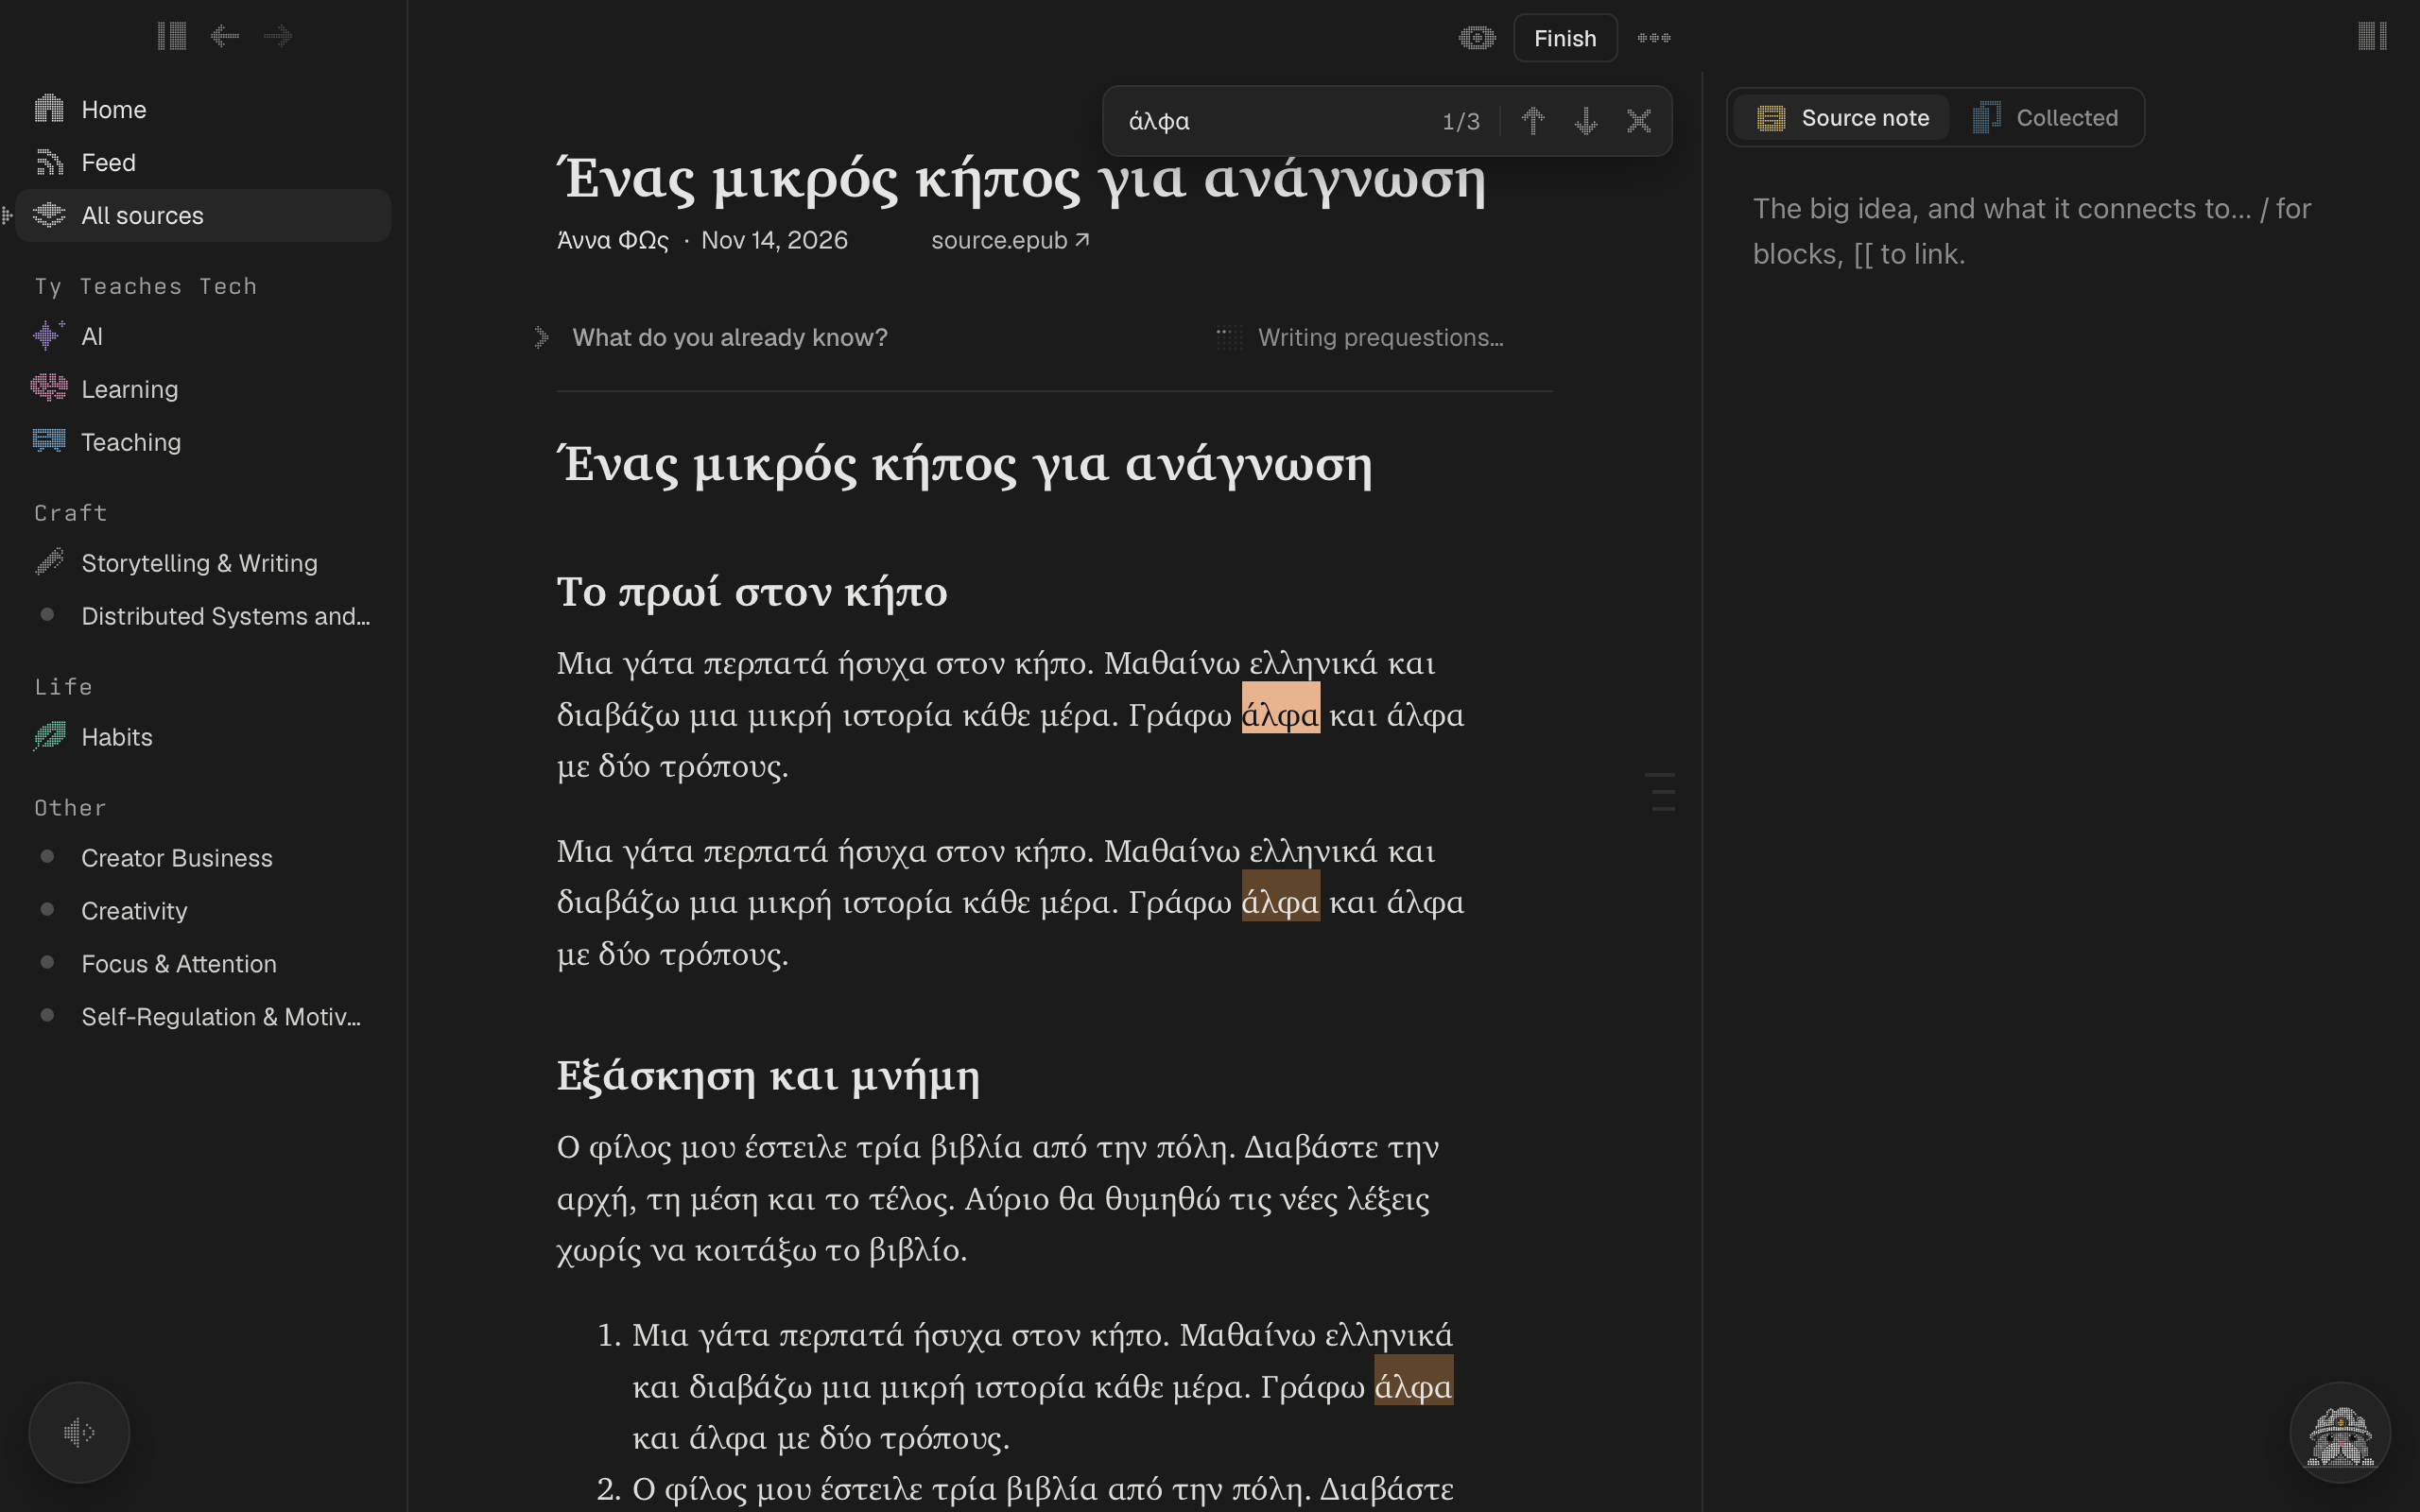 Finish
Home
Feed
All sources
Ty Teaches Tech
AI
Learning
Teaching
Craft
Storytelling & Writing
Distributed Systems and…
Life
Habits
Other
Creator Business
Creativity
Focus & Attention
Self-Regulation & Motiv…
άλφα
1/3
Ένας μικρός κήπος για ανάγνωση
Άννα ΦΩς · Nov 14, 2026 source.epub ↗
What do you already know?
Writing prequestions…
Ένας μικρός κήπος για ανάγνωση
Το πρωί στον κήπο
Μια γάτα περπατά ήσυχα στον κήπο. Μαθαίνω ελληνικά και
διαβάζω μια μικρή ιστορία κάθε μέρα. Γράφω άλφα και άλφα
με δύο τρόπους.
Μια γάτα περπατά ήσυχα στον κήπο. Μαθαίνω ελληνικά και
διαβάζω μια μικρή ιστορία κάθε μέρα. Γράφω άλφα και άλφα
με δύο τρόπους.
Εξάσκηση και μνήμη
Ο φίλος μου έστειλε τρία βιβλία από την πόλη. Διαβάστε την
αρχή, τη μέση και το τέλος. Αύριο θα θυμηθώ τις νέες λέξεις
χωρίς να κοιτάξω το βιβλίο.
1. Μια γάτα περπατά ήσυχα στον κήπο. Μαθαίνω ελληνικά
και διαβάζω μια μικρή ιστορία κάθε μέρα. Γράφω άλφα
και άλφα με δύο τρόπους.
2. Ο φίλος μου έστειλε τρία βιβλία από την πόλη. Διαβάστε
Source note
Collected
The big idea, and what it connects to… / for
blocks, [[ to link.